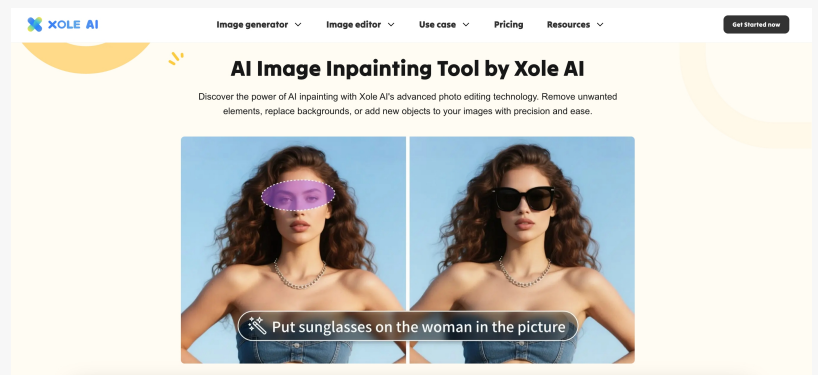 XOLE AI
Image generator
Image editor
Use case
Pricing
Resources
Get Started now
AI Image Inpainting Tool by Xole AI
Discover the power of AI inpainting with Xole AI's advanced photo editing technology. Remove unwanted
elements, replace backgrounds, or add new objects to your images with precision and ease.
Put sunglasses on the woman in the picture